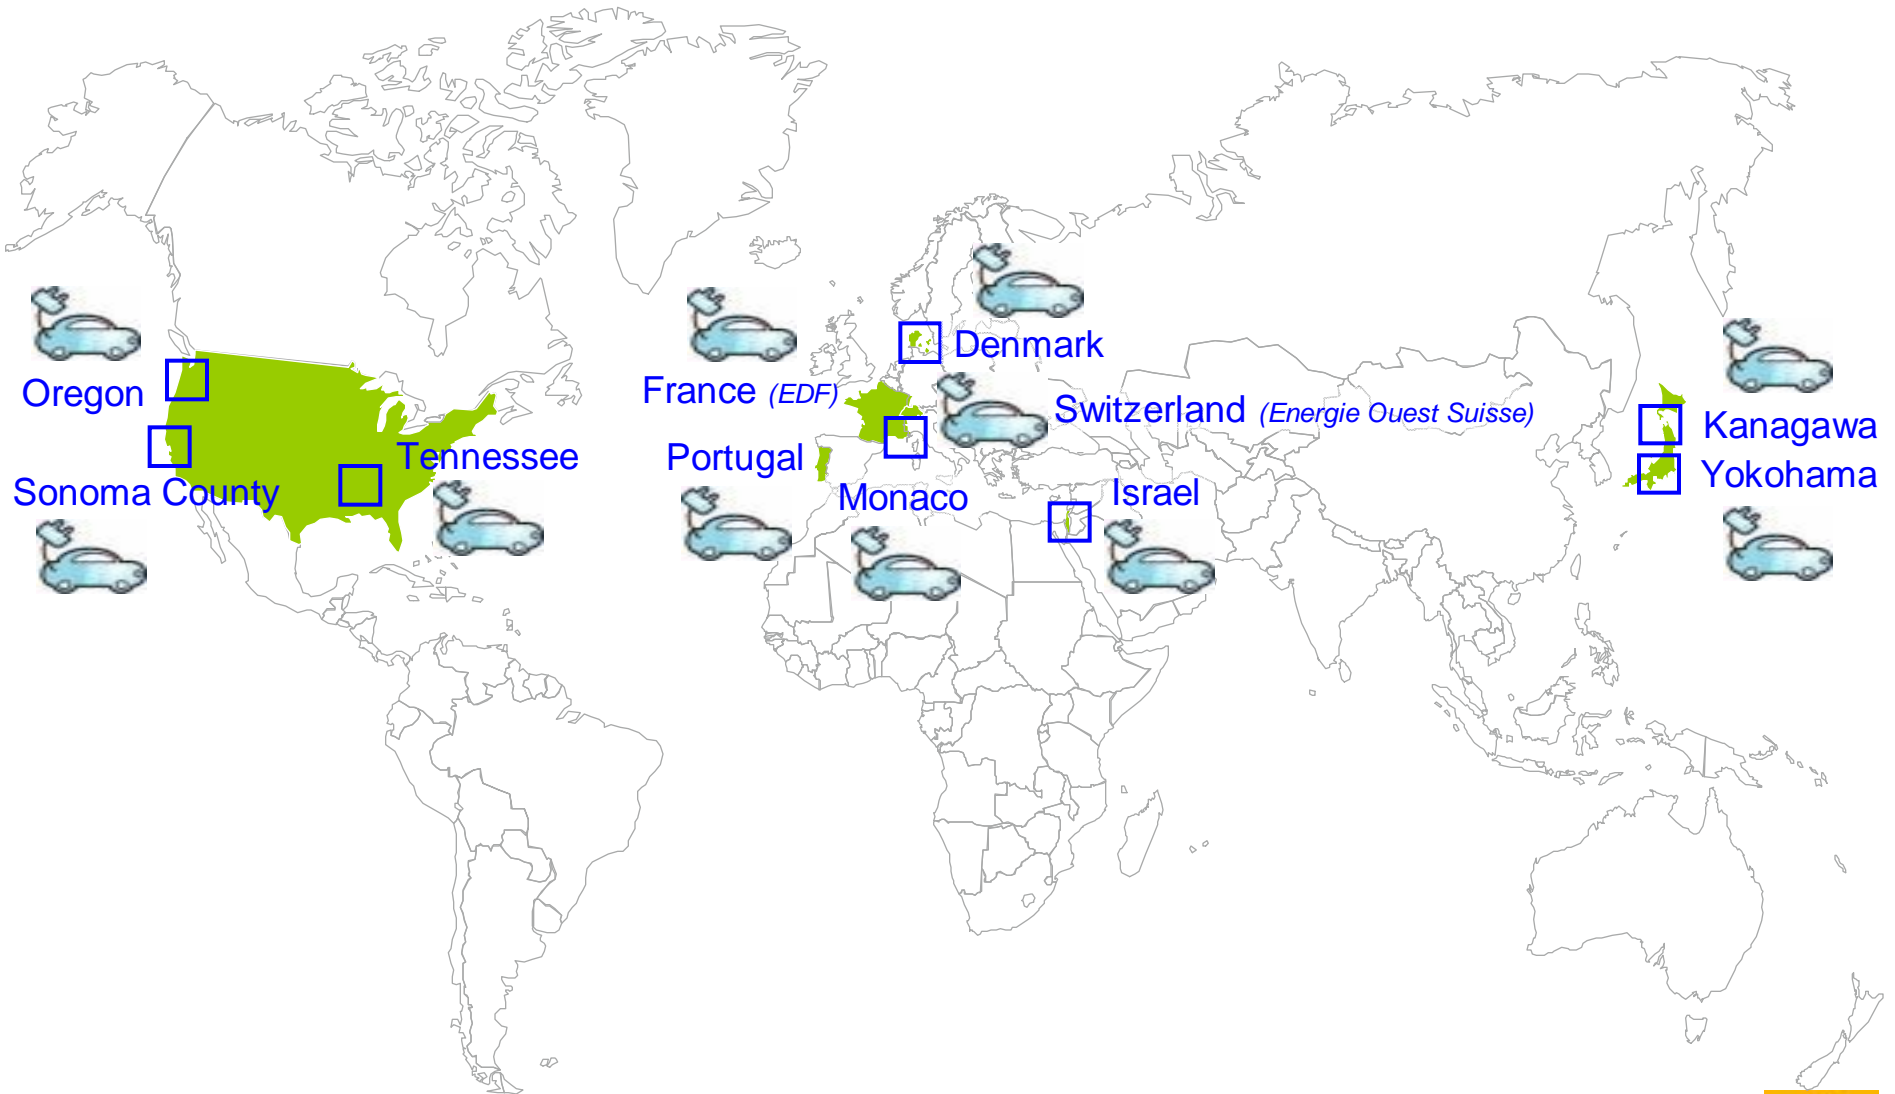 Oregon
Sonoma County
Tennessee
France (EDF)
Portugal
Monaco
Denmark
Switzerland (Energie Ouest Suisse)
Israel
Kanagawa
Yokohama